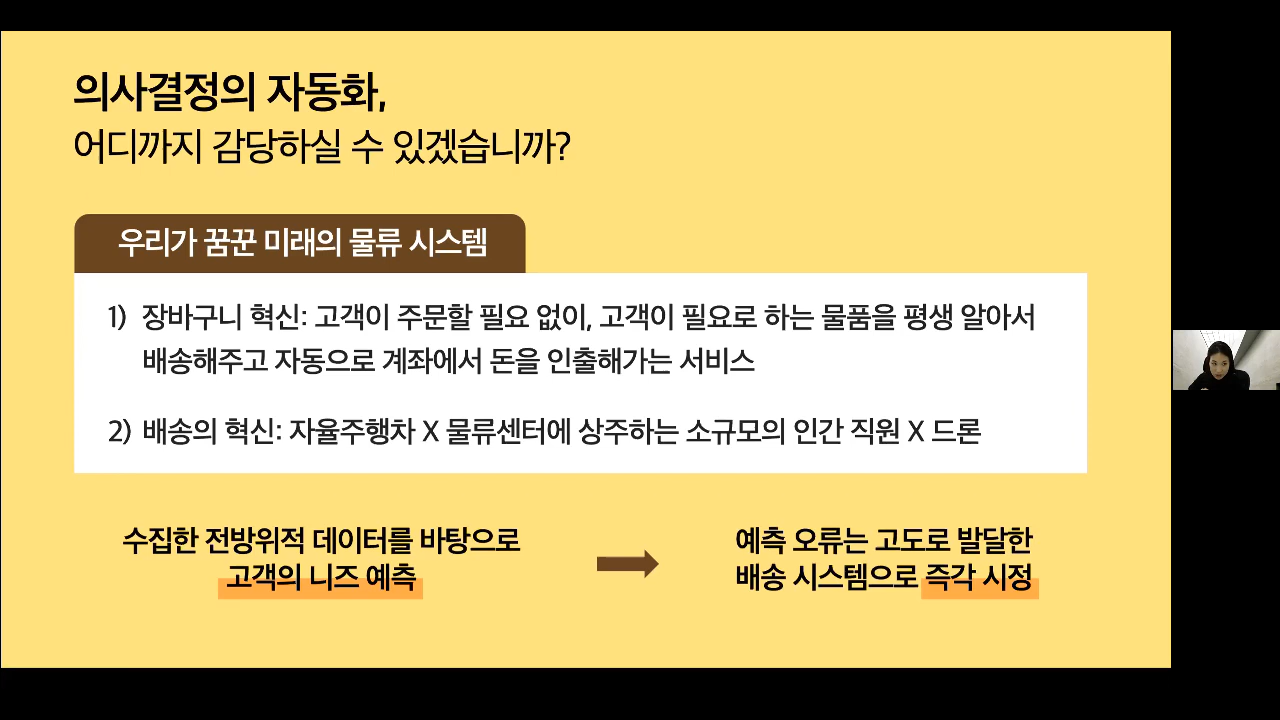 의사결정의 자동화,
어디까지 감당하실 수 있겠습니까?
우리가 꿈꾼 미래의 물류 시스템
1) 장바구니 혁신: 고객이 주문할 필요 없이, 고객이 필요로 하는 물품을 평생 알아서
배송해주고 자동으로 계좌에서 돈을 인출해가는 서비스
2) 배송의 혁신: 자율주행차 X 물류센터에 상주하는 소규모의 인간 직원 X 드론
수집한 전방위적 데이터를 바탕으로
고객의 니즈 예측
예측 오류는 고도로 발달한
배송 시스템으로 즉각 시정